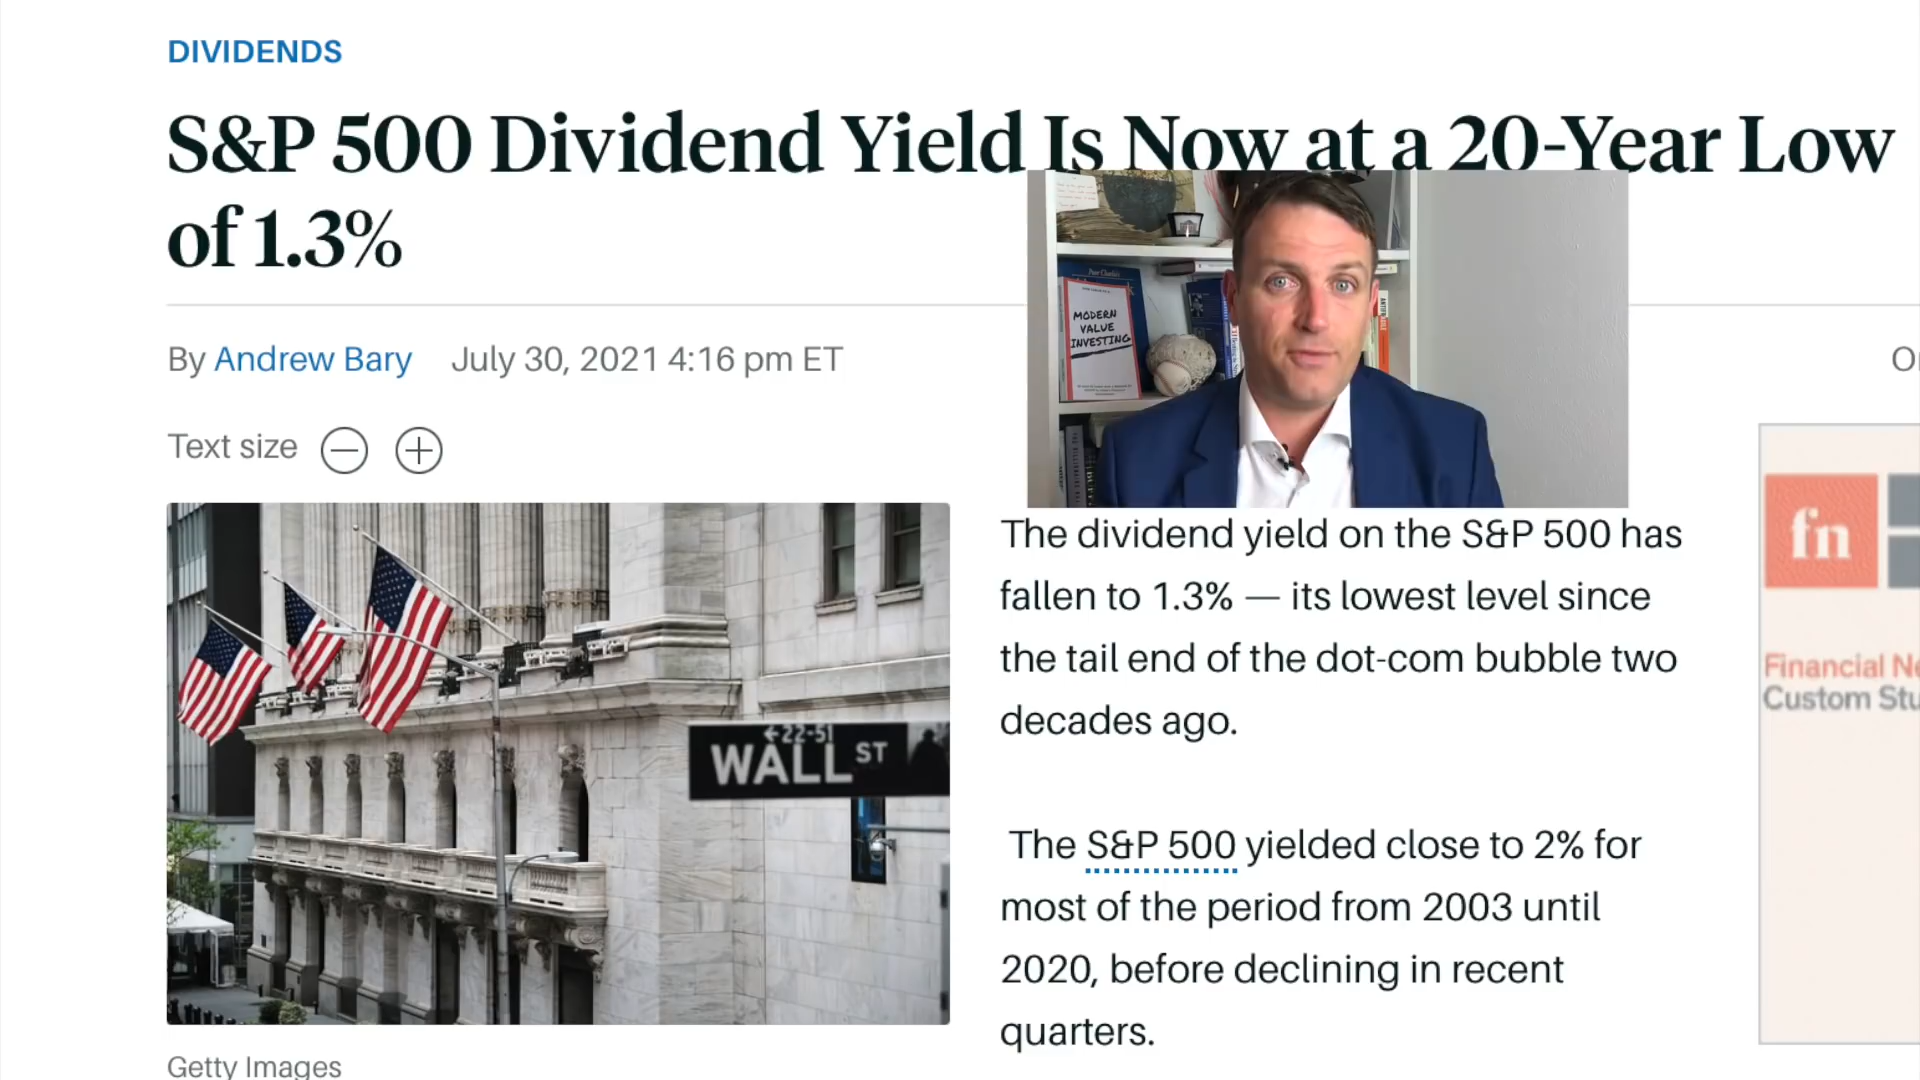 DIVIDENDS
S&P 500 Dividend Yield Is Now at a 20-Year Low
of 1.3%
By Andrew Bary July 30, 2021 4:16 pm ET
Text size
MODERN
VALUE
INVESTING
The dividend yield on the S&P 500 has
fallen to 1.3% — its lowest level since
the tail end of the dot-com bubble two
decades ago.
The S&P 500 yielded close to 2% for
most of the period from 2003 until
2020, before declining in recent
quarters.
←22-51
WALL ST
Getty Images
fn
Financial
Custom